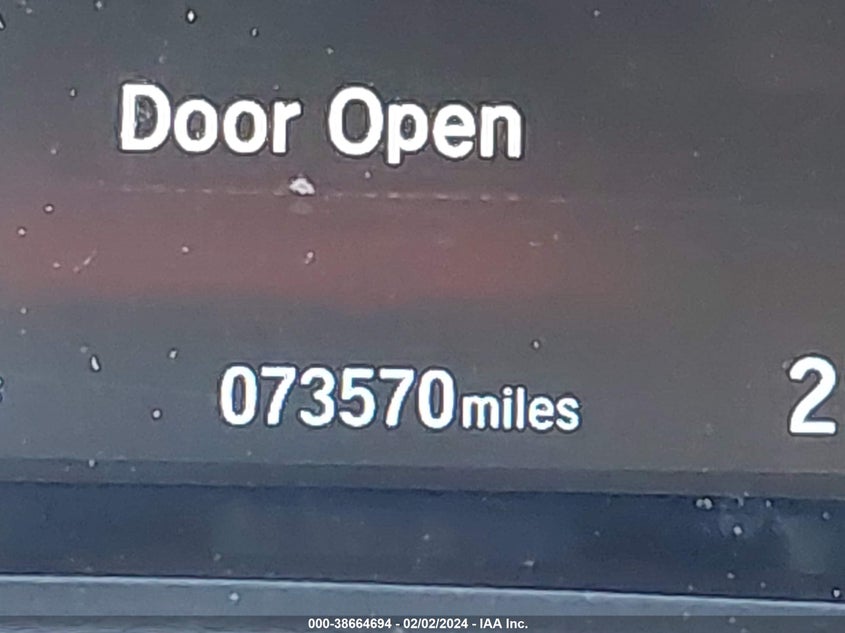 Door Open
073570miles
2
000-38664694 - 02/02/2024 - IAA Inc.